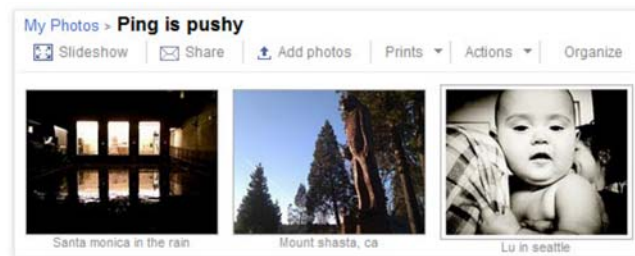 My Photos > Ping is pushy
Slideshow Share Add photos Prints Actions Organize
Santa monica in the rain Mount shasta, ca Lu in seattle